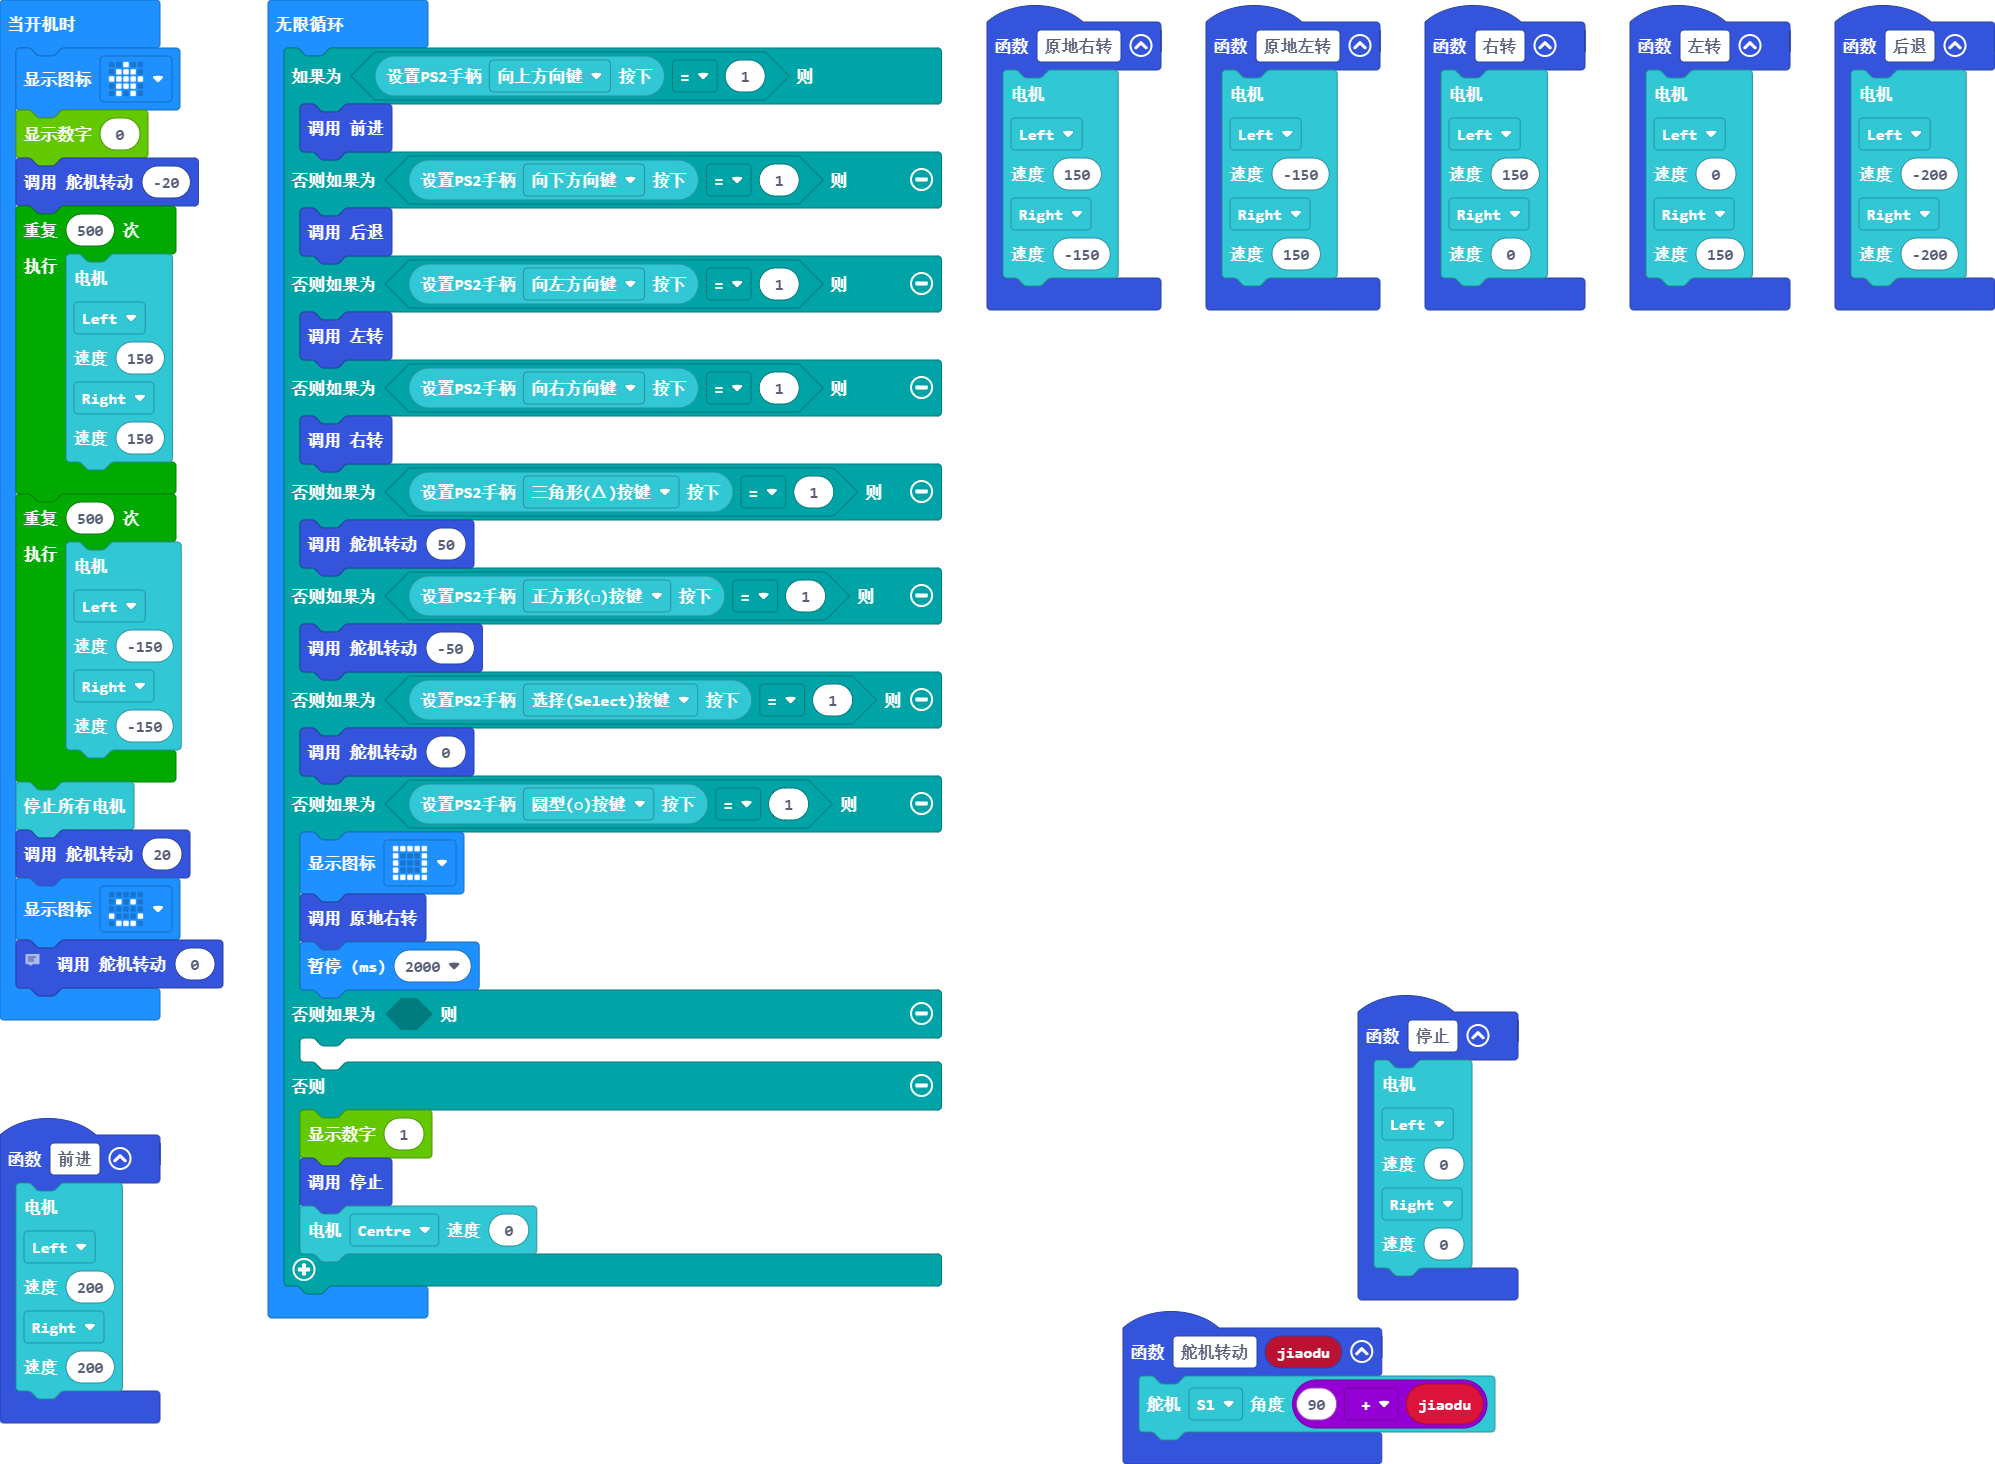 当开机时
显示图标
显示数字 0
调用 舵机转动 -20
重复 500 次
执行
电机
Left
速度 150
Right
速度 150
重复 500 次
执行
电机
Left
速度 -150
Right
速度 -150
停止所有电机
调用 舵机转动 20
显示图标
调用 舵机转动 0
函数 前进
电机
Left
速度 200
Right
速度 200
无限循环
如果为 设置PS2手柄 向上方向键 按下 = 1 则
调用 前进
否则如果为 设置PS2手柄 向下方向键 按下 = 1 则
调用 后退
否则如果为 设置PS2手柄 向左方向键 按下 = 1 则
调用 左转
否则如果为 设置PS2手柄 向右方向键 按下 = 1 则
调用 右转
否则如果为 设置PS2手柄 三角形(△)按键 按下 = 1 则
调用 舵机转动 50
否则如果为 设置PS2手柄 正方形(□)按键 按下 = 1 则
调用 舵机转动 -50
否则如果为 设置PS2手柄 选择(Select)按键 按下 = 1 则
调用 舵机转动 0
否则如果为 设置PS2手柄 圆型(○)按键 按下 = 1 则
显示图标
调用 原地右转
暂停 (ms) 2000
否则如果为 则
否则
显示数字 1
调用 停止
电机 Centre 速度 0
函数 原地右转
电机
Left
速度 150
Right
速度 -150
函数 原地左转
电机
Left
速度 -150
Right
速度 150
函数 右转
电机
Left
速度 150
Right
速度 0
函数 左转
电机
Left
速度 0
Right
速度 150
函数 后退
电机
Left
速度 -200
Right
速度 -200
函数 停止
电机
Left
速度 0
Right
速度 0
函数 舵机转动 jiaodu
舵机 S1 角度 90 + jiaodu